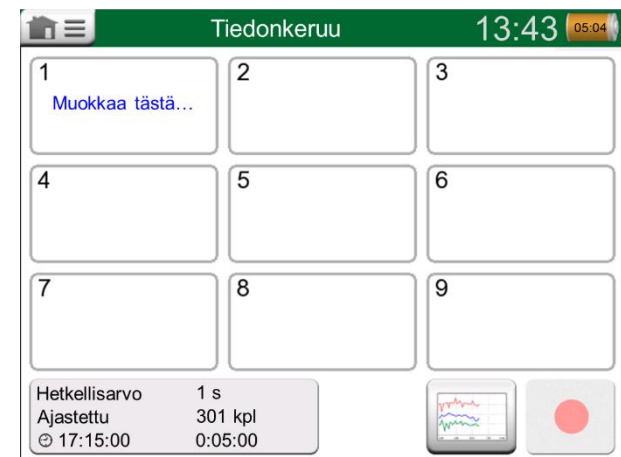 Tiedonkeruu 13:43 05:04
1 2 3
Muokkaa tästä…
4 5 6
7 8 9
Hetkellisarvo 1 s
Ajastettu 301 kpl
17:15:00 0:05:00